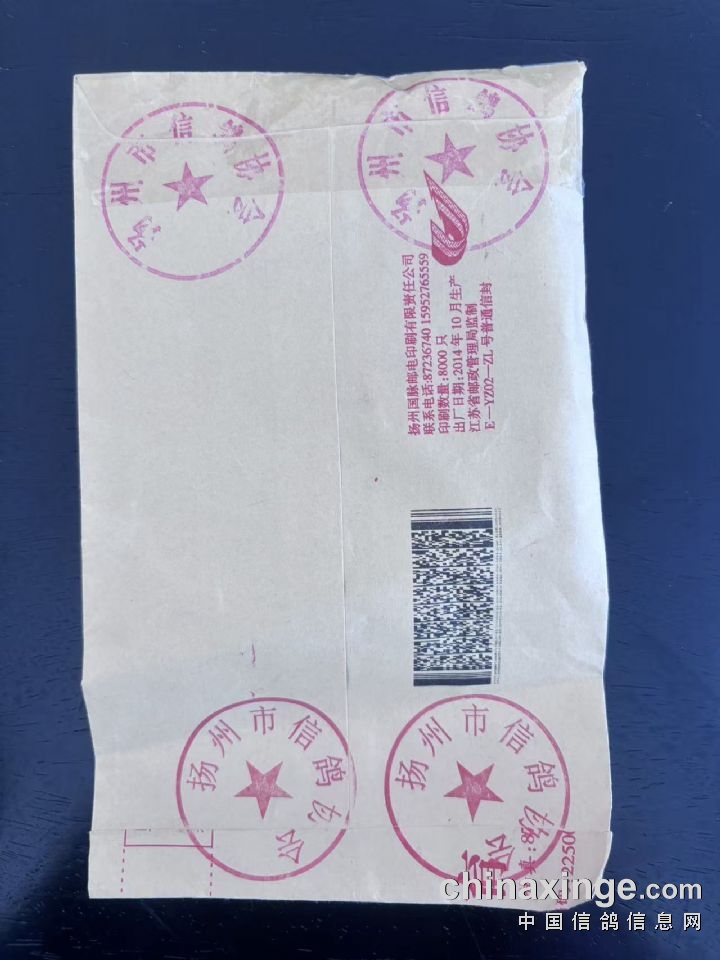 扬州市信鸽协会
扬州市信鸽协会
扬州国脉邮电印刷有限责任公司
联系电话:87236740 15952765559
印刷数量:8000 只
出厂日期:2014 年 10 月生产
江苏省邮政管理局监制
E—YZ02—ZL 号普通信封
扬州市信鸽协会
扬州市信鸽协会
真:8
2250
chinaxinge.com
中国信鸽信息网